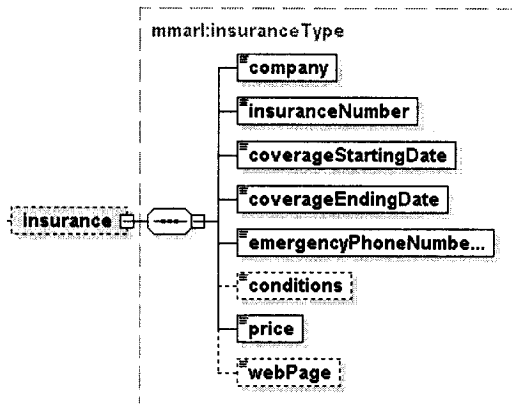 mmarl:insuranceType
company
insuranceNumber
coverageStartingDate
coverageEndingDate
insurance
emergencyPhoneNumbe...
conditions
price
webPage